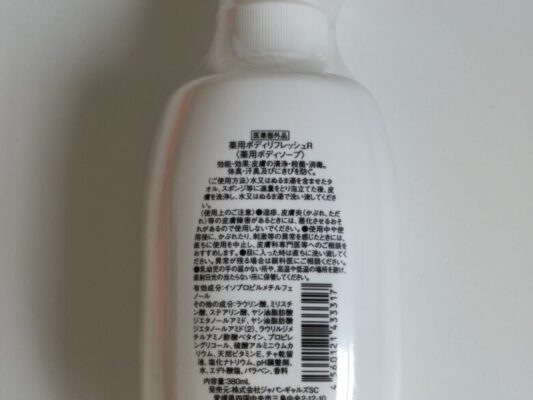 医薬部外品
薬用ボディリフレッシュR
(薬用ボディソープ)
効能・効果:皮膚の清浄・殺菌・消毒。
体臭・汗臭及びにきびを防ぐ。
〈ご使用方法〉水又はぬるま湯を含ませたタ
オル、スポンジ等に適量をとり泡立てた後、皮
膚を洗浄し、水又はぬるま湯で洗い流してくだ
さい。
〈使用上のご注意〉●湿疹、皮膚炎(かぶれ、ただ
れ)等の皮膚障害があるときには、悪化させるおそ
れがあるので使用しないでください。●使用中や使
用後に、かぶれたり、刺激等の異常を感じたときには、
直ちに使用を中止し、皮膚科専門医等へのご相談を
おすすめします。●目に入った時は直ちに洗い流してく
ださい。異常が残る場合は眼科医にご相談ください。
●乳幼児の手の届かない所や、高温や低温の場所を避け、
直射日光の当たらない所に保管してください。
有効成分:イソプロピルメチルフェ
ノール
その他の成分:ラウリン酸、ミリスチ
ン酸、ステアリン酸、ヤシ油脂肪酸
ジエタノールアミド、ヤシ油脂肪酸
ジエタノールアミド(2)、ラウリルジメ
チルアミノ酢酸ベタイン、プロピレ
ングリコール、硫酸アルミニウムカ
リウム、天然ビタミンE、チャ乾留
液、塩化ナトリウム、pH調整剤、
水、エデト酸塩、パラベン、香料
内容量:380mL
発売元:株式会社ジャパンギャルズSC
愛媛県四国中央市三島中央2-12-10
4560121433317